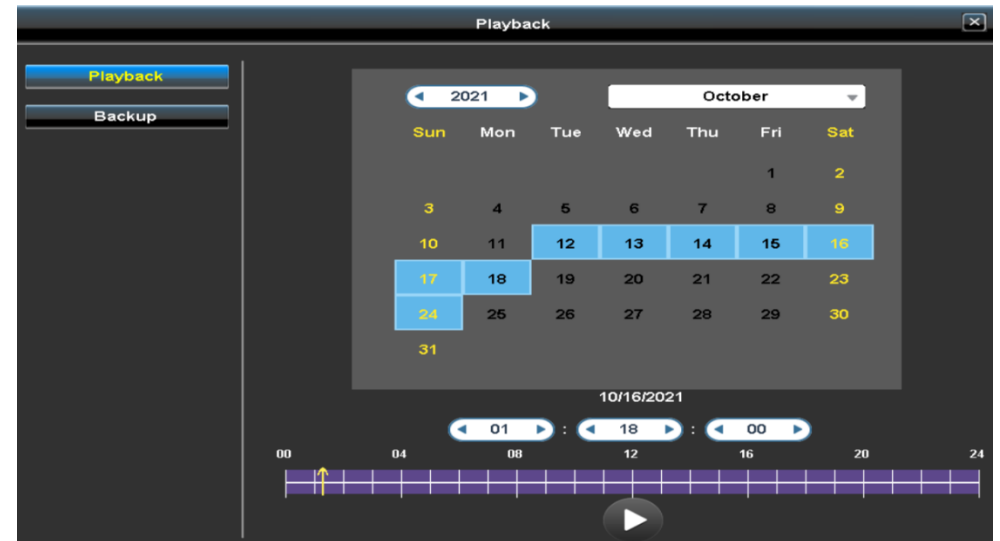 Playback
Playback
Backup
2021 October
Sun Mon Tue Wed Thu Fri Sat
1 2
3 4 5 6 7 8 9
10 11 12 13 14 15 16
17 18 19 20 21 22 23
24 25 26 27 28 29 30
31
10/16/2021
01 : 18 : 00
00 04 08 12 16 20 24